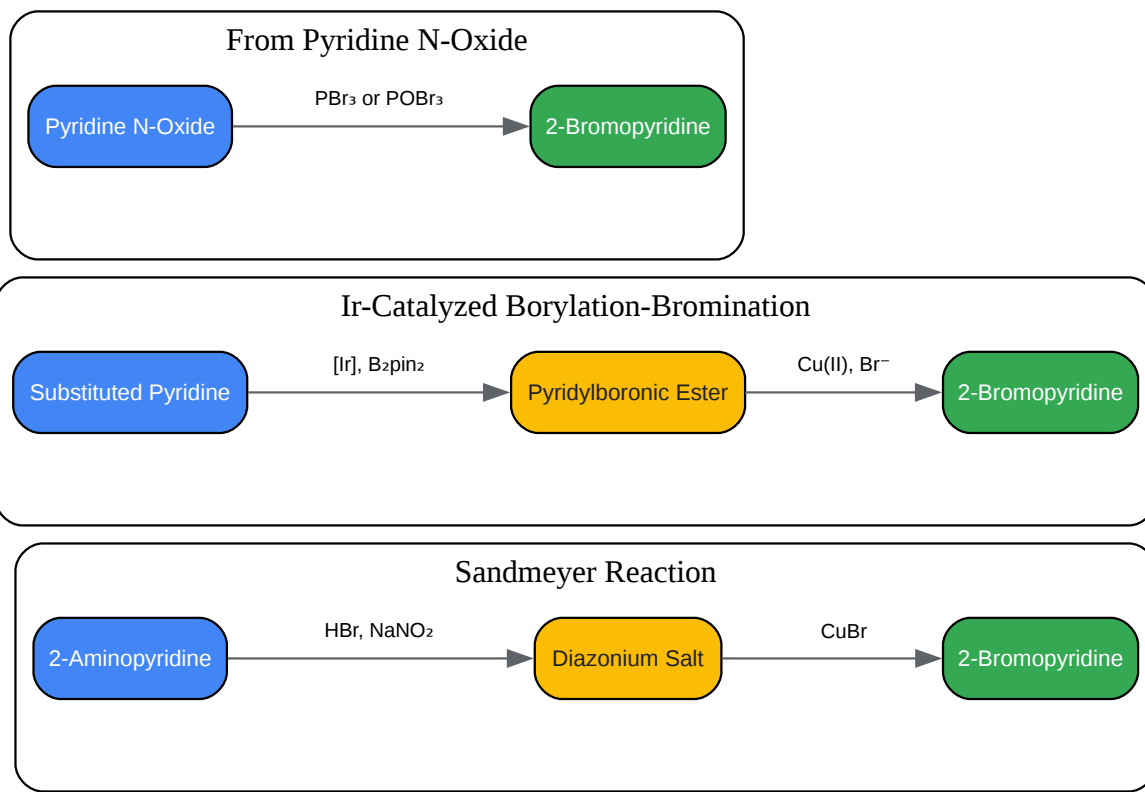 From Pyridine N-Oxide
PBr₃ or POBr₃
Pyridine N-Oxide
2-Bromopyridine
Ir-Catalyzed Borylation-Bromination
[Ir], B₂pin₂
Cu(II), Br⁻
Substituted Pyridine
Pyridylboronic Ester
2-Bromopyridine
Sandmeyer Reaction
HBr, NaNO₂
CuBr
2-Aminopyridine
Diazonium Salt
2-Bromopyridine